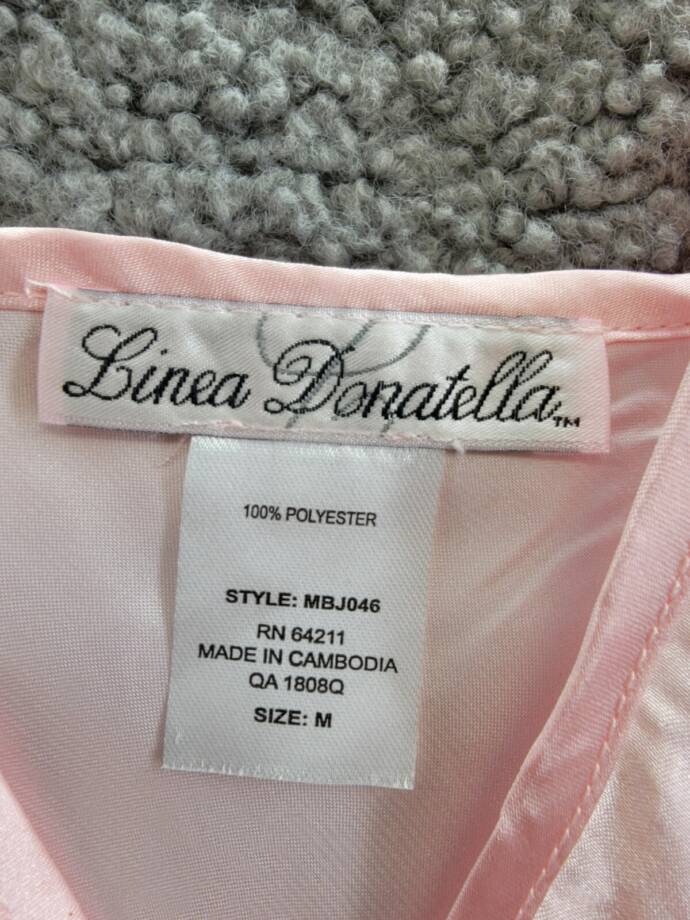 Linea Donatella™
100% POLYESTER
STYLE: MBJ046
RN 64211
MADE IN CAMBODIA
QA 1808Q
SIZE: M